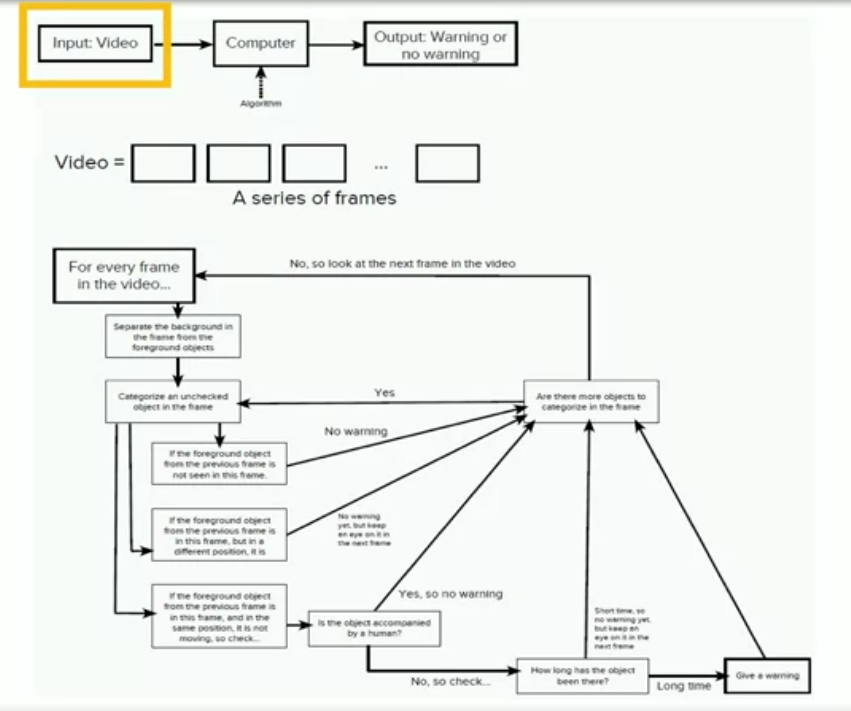 Input: Video
Computer
Output: Warning or
no warning
Algorithm
Video =
...
A series of frames
For every frame
in the video...
No, so look at the next frame in the video
Separate the background in
the frame from the
foreground objects
Categorize an unchecked
object in the frame
Yes
Are there more objects to
categorize in the frame
No warning
If the foreground object
from the previous frame is
not seen in this frame.
If the foreground object
from the previous frame is
in this frame, but in a
different position, it is
No warning
yet, but keep
an eye on it in
the next frame
If the foreground object
from the previous frame is
in this frame, and in the
same position, it is not
moving, so check...
Yes, so no warning
Is the object accompanied
by a human?
Short time, so
no warning yet,
but keep an
eye on it in the
next frame
No, so check...
How long has the object
been there?
Long time
Give a warning